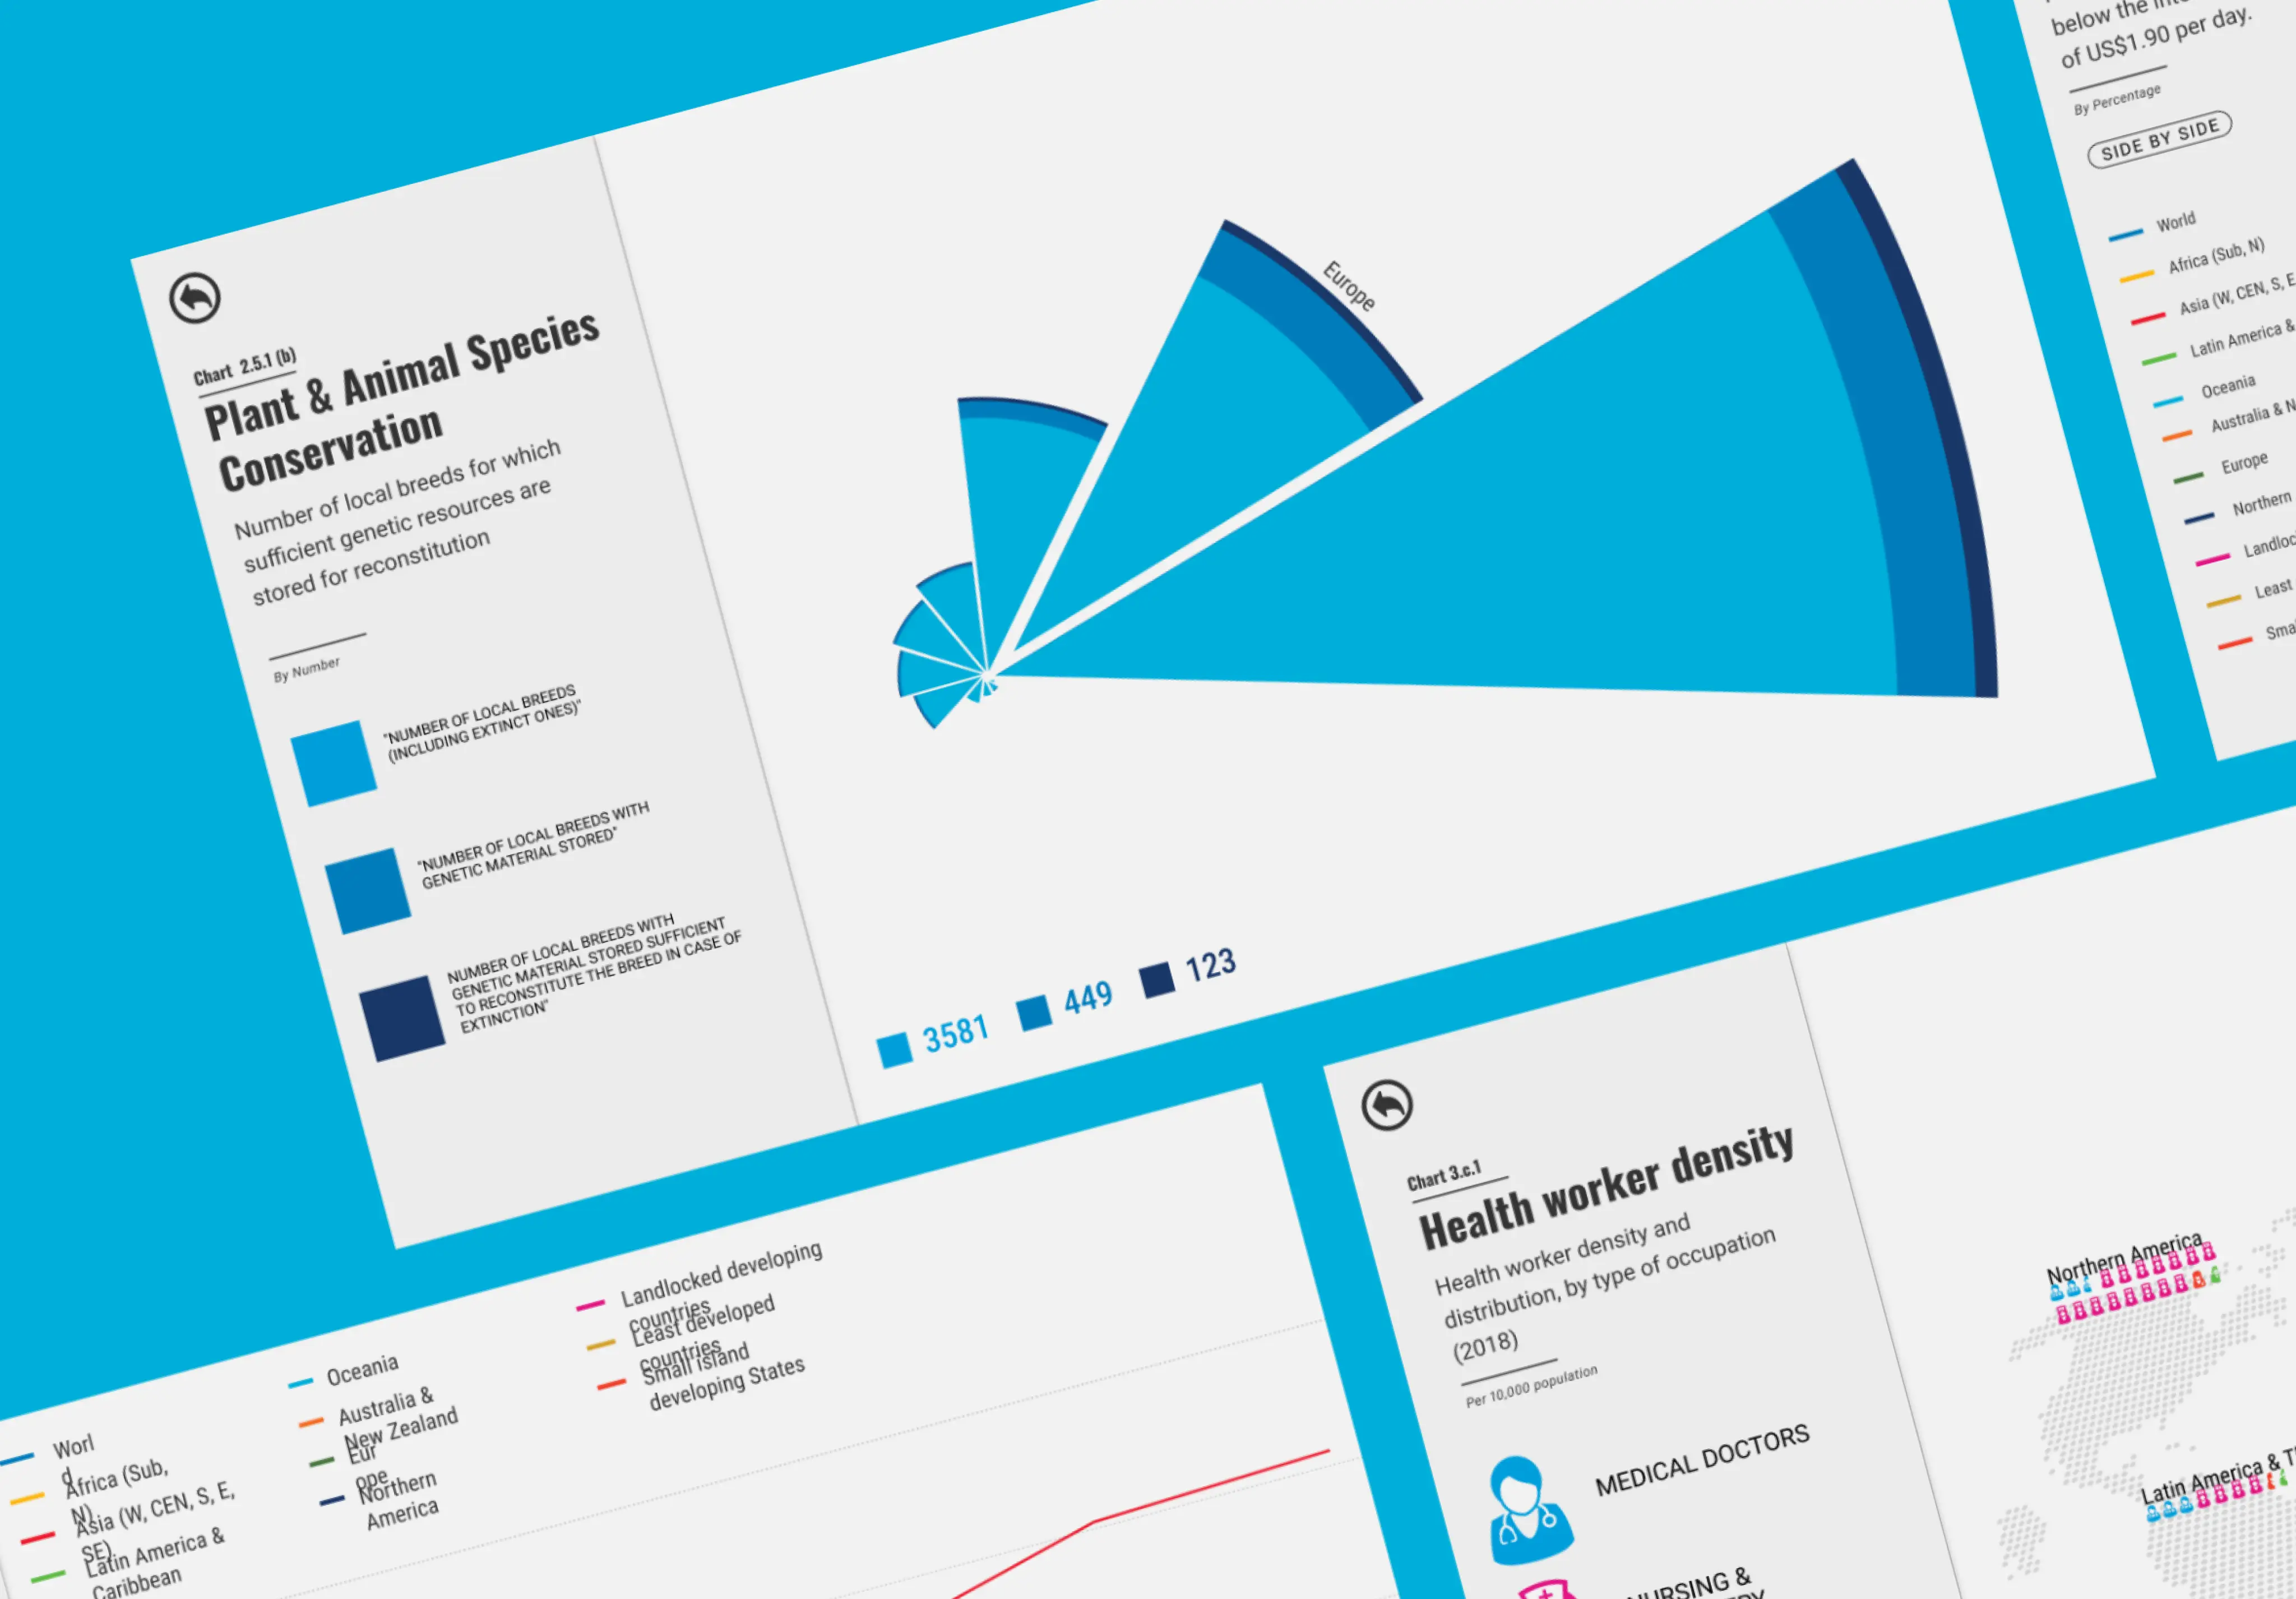 Chart 2.5.1 (b)
Plant & Animal Species
Conservation
Number of local breeds for which
sufficient genetic resources are
stored for reconstitution
By Number
"NUMBER OF LOCAL BREEDS
(INCLUDING EXTINCT ONES)"
"NUMBER OF LOCAL BREEDS WITH
GENETIC MATERIAL STORED"
NUMBER OF LOCAL BREEDS WITH
GENETIC MATERIAL STORED SUFFICIENT
TO RECONSTITUTE THE BREED IN CASE OF
EXTINCTION"
Europe
3581
449
123
below the
of US$1.90 per day.
By Percentage
SIDE BY SIDE
World
Africa (Sub, N)
Asia (W, CEN, S, E
Latin America &
Oceania
Australia & N
Europe
Northern
Least
Worl
d
Africa (Sub,
N)
Asia (W, CEN, S, E,
SE)
Latin America &
Caribbean
Oceania
Australia &
New Zealand
Eur
ope
Northern
America
Landlocked developing
countries
Least developed
countries
Small island
developing States
Chart 3.c.1
Health worker density
Health worker density and
distribution, by type of occupation
(2018)
Per 10,000 population
MEDICAL DOCTORS
NURSING &
Northern America
Latin America &